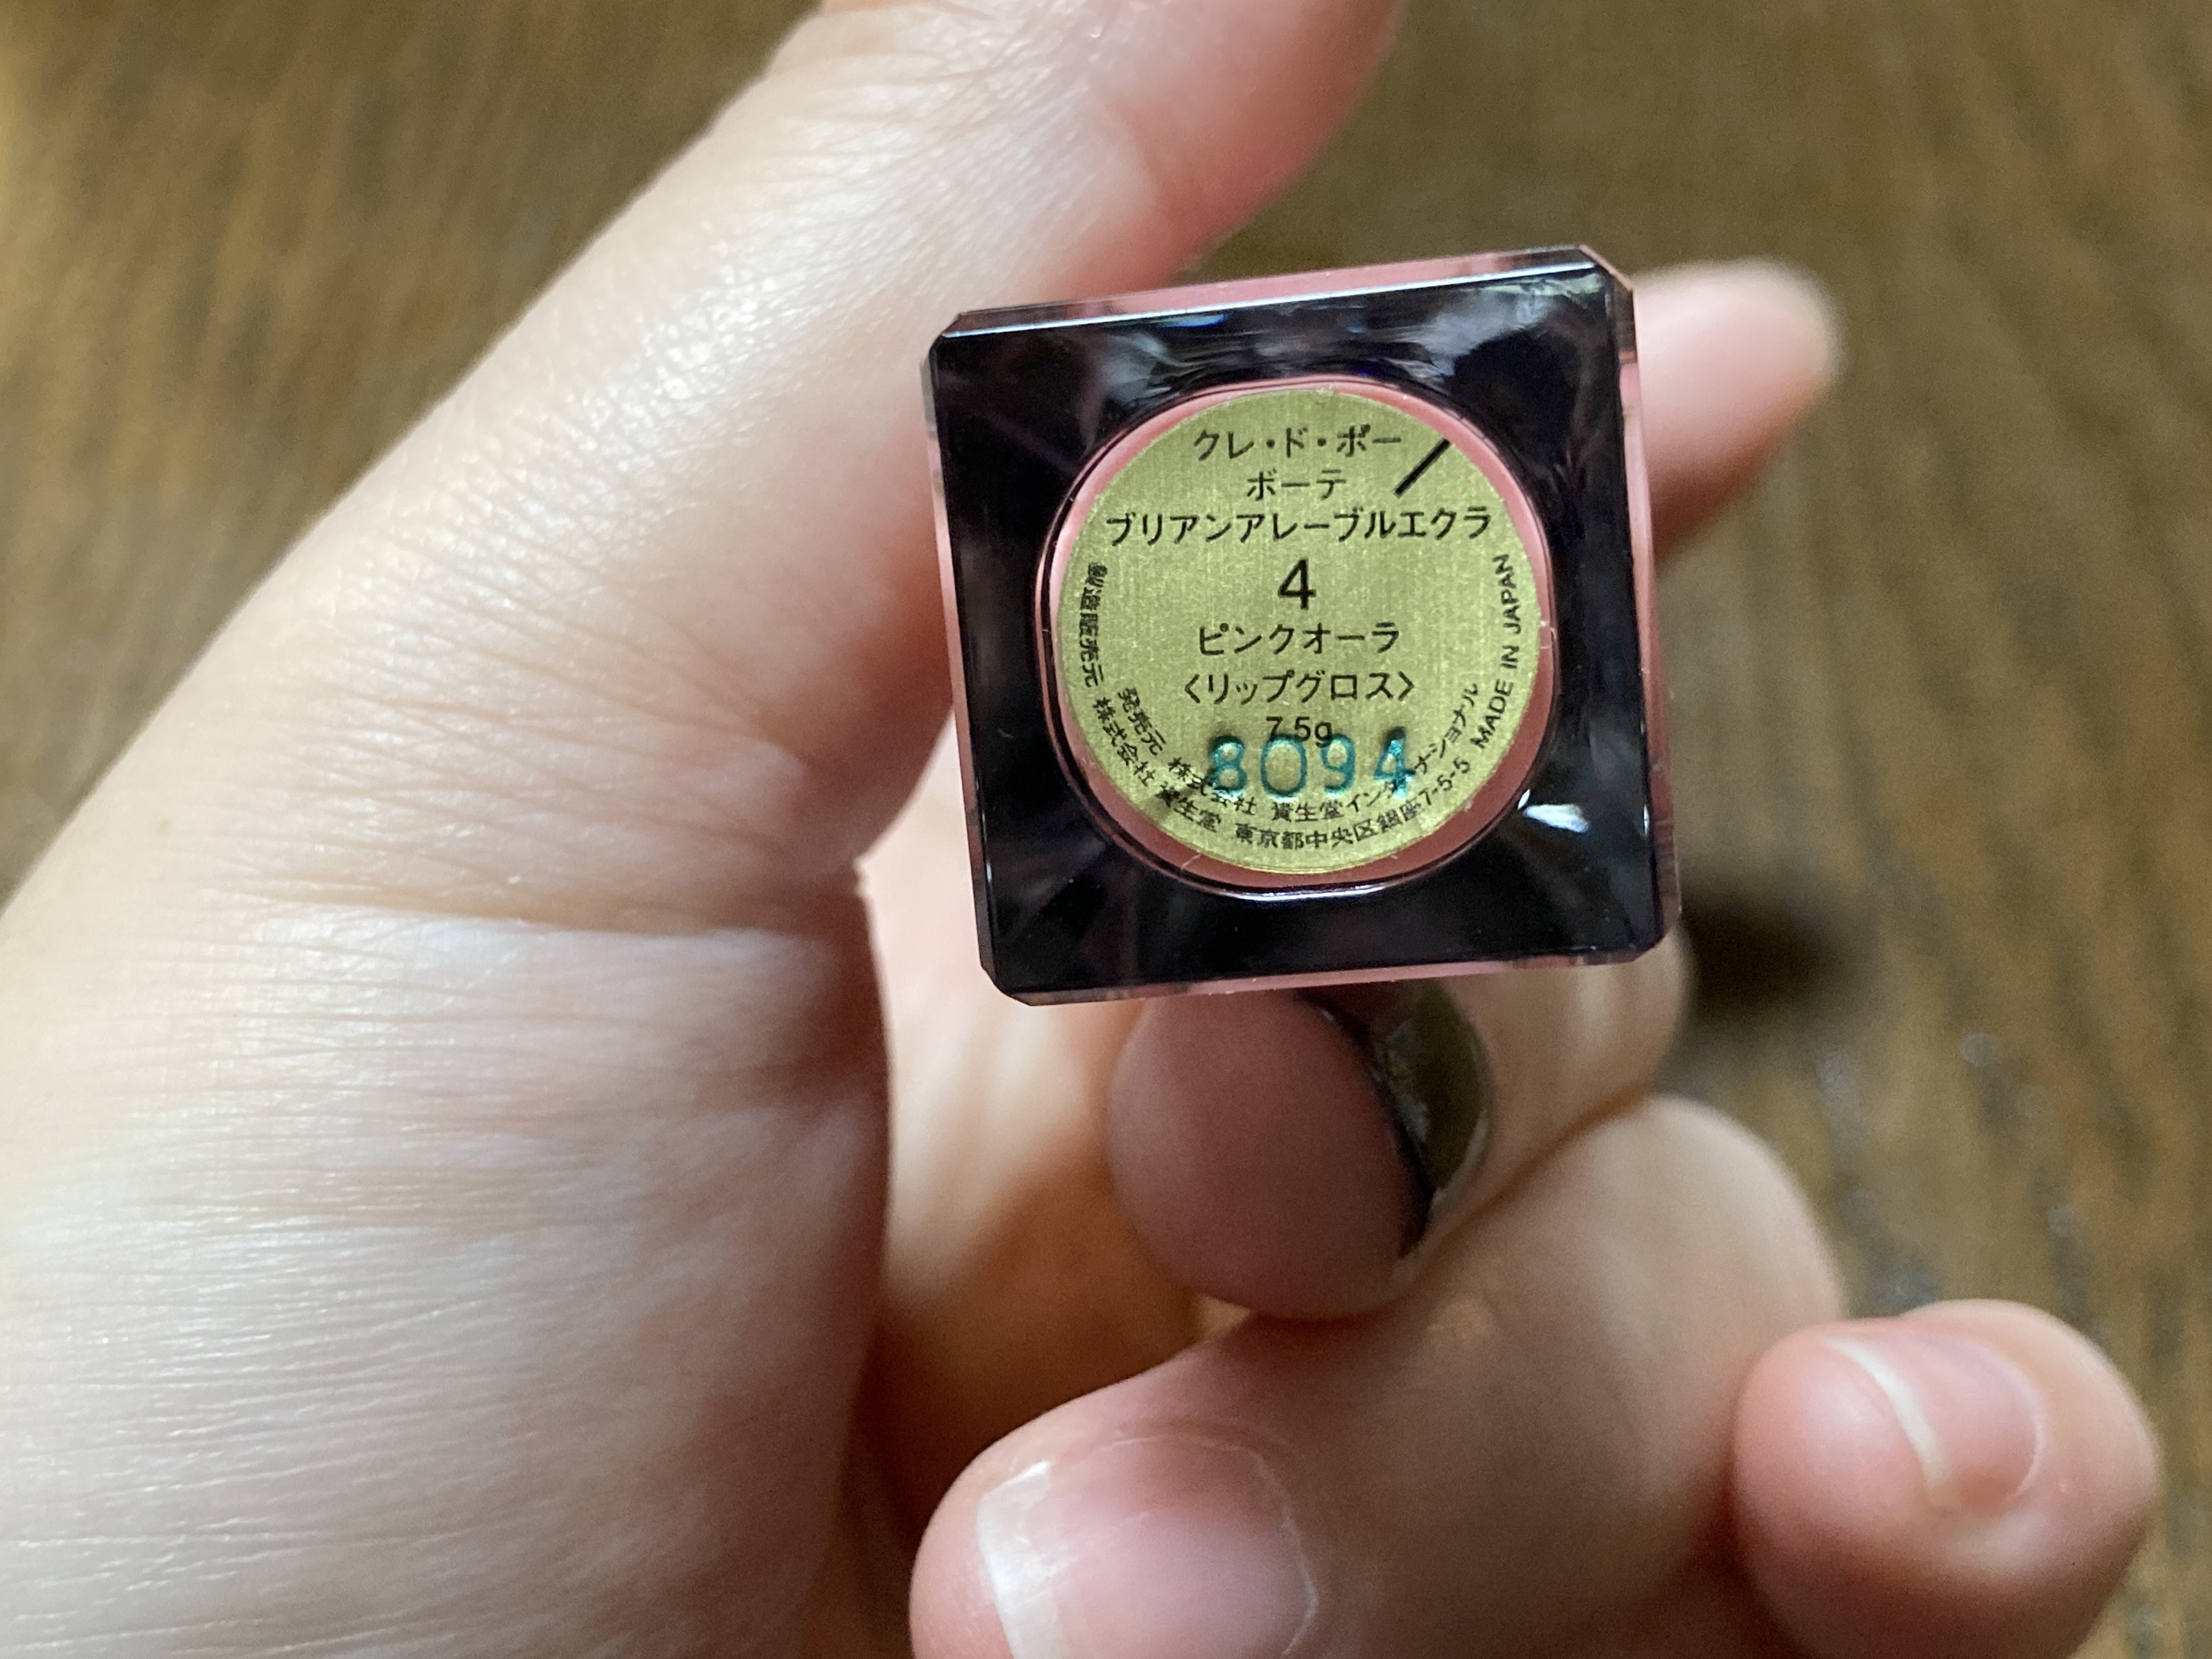 クレ・ド・ポー
ボーテ
ブリアンアレーブルエクラ
4
ピンクオーラ
〈リップグロス〉
7.5g
8094
発売元 株式会社 資生堂インターナショナル
製造販売元 株式会社 資生堂 東京都中央区銀座7-5-5 MADE IN JAPAN